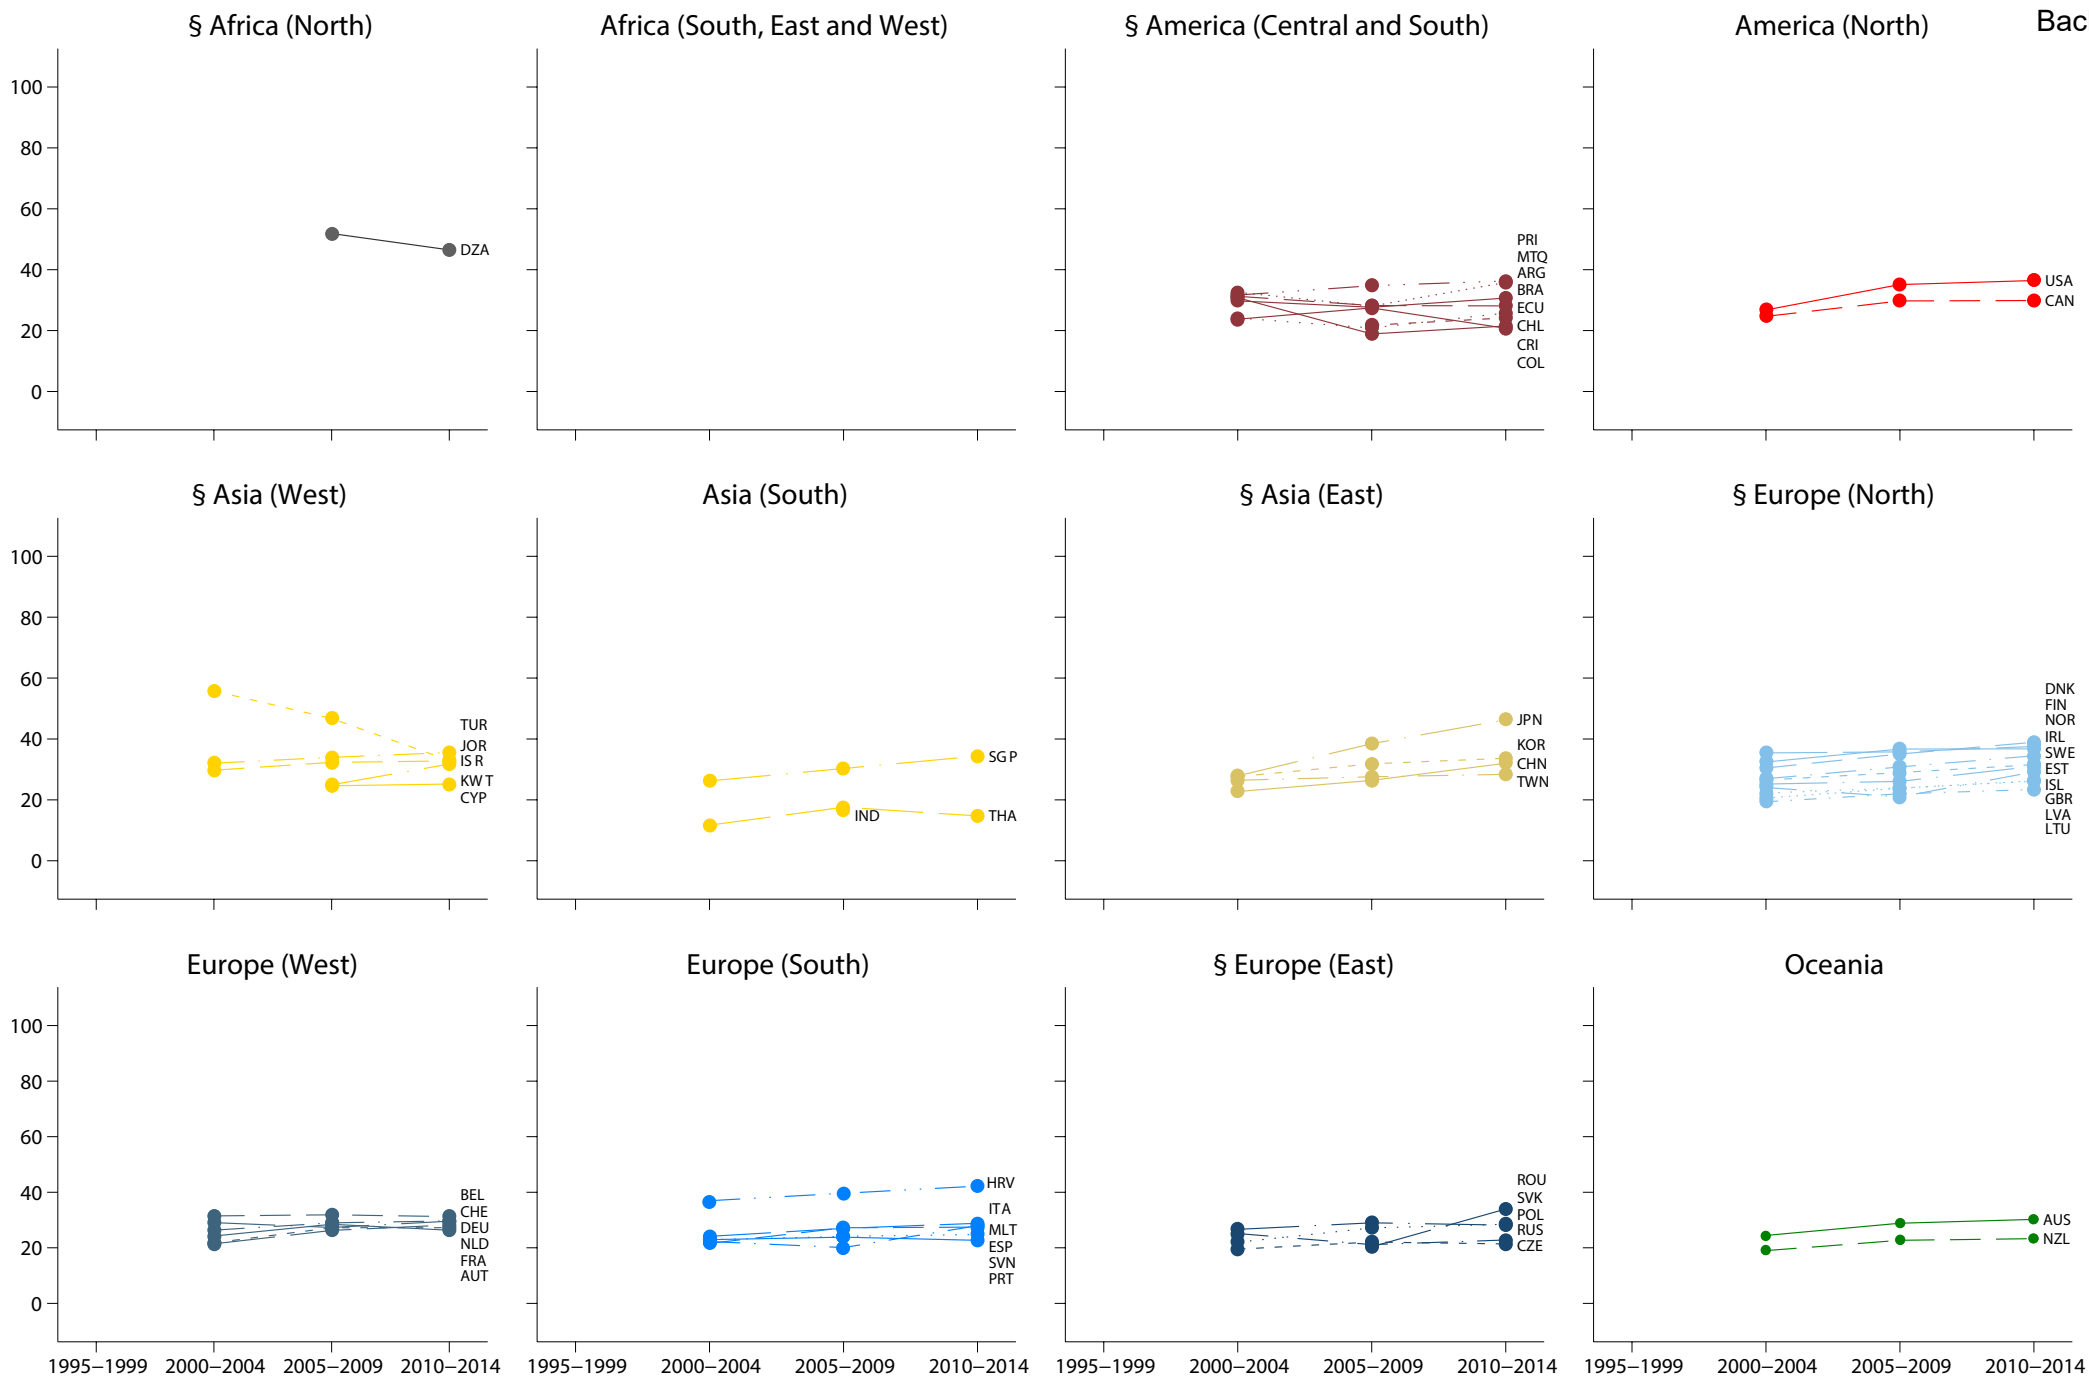 Bac
§ Africa (North)
Africa (South, East and West)
§ America (Central and South)
America (North)
100
80
60
40
20
0
DZA
PRI
MTQ
ARG
BRA
ECU
CHL
CRI
COL
USA
CAN
§ Asia (West)
Asia (South)
§ Asia (East)
§ Europe (North)
100
80
60
40
20
0
TUR
JOR
ISR
KWT
CYP
SGP
IND
THA
JPN
KOR
CHN
TWN
DNK
FIN
NOR
IRL
SWE
EST
ISL
GBR
LVA
LTU
Europe (West)
Europe (South)
§ Europe (East)
Oceania
100
80
60
40
20
0
BEL
CHE
DEU
NLD
FRA
AUT
HRV
ITA
MLT
ESP
SVN
PRT
ROU
SVK
POL
RUS
CZE
AUS
NZL
1995–1999 2000–2004 2005–2009 2010–2014
1995–1999 2000–2004 2005–2009 2010–2014
1995–1999 2000–2004 2005–2009 2010–2014
1995–1999 2000–2004 2005–2009 2010–2014